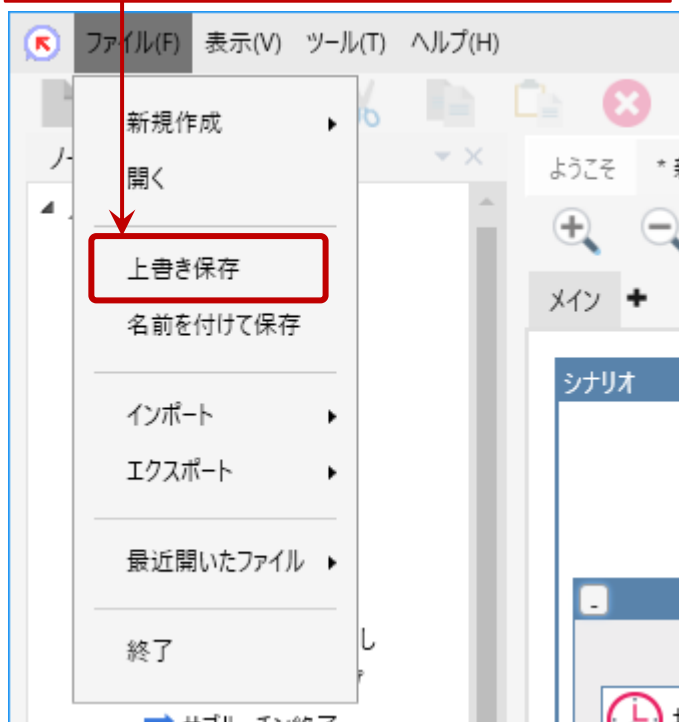 ファイル(F) 表示(V) ツール(T) ヘルプ(H)
新規作成
開く
上書き保存
名前を付けて保存
インポート
エクスポート
最近開いたファイル
終了
ようこそ *
メイン
シナリオ
し